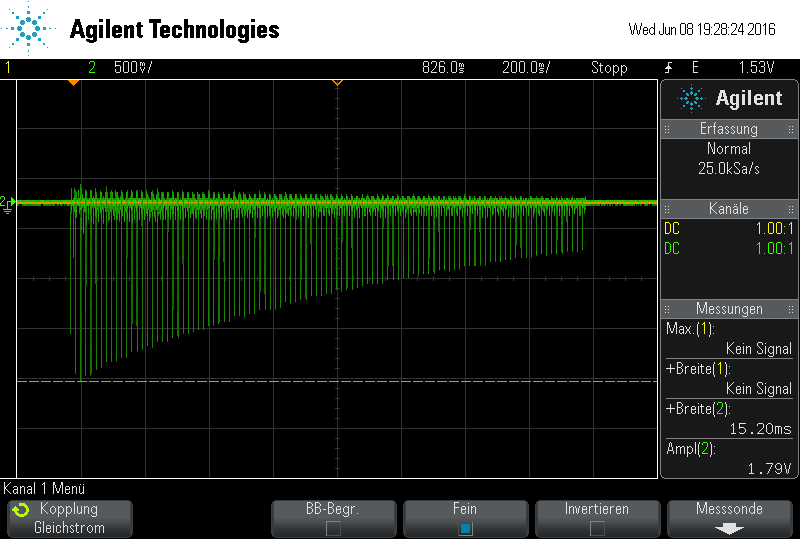 Agilent Technologies
Wed Jun 08 19:28:24 2016
1 2 500mV/ 826.0ms 200.0ms/ Stopp E 1.53V
Agilent
Erfassung
Normal
25.0kSa/s
Kanäle
DC 1.00:1
DC 1.00:1
Messungen
Max.(1):
Kein Signal
+Breite(1):
Kein Signal
+Breite(2):
15.20ms
Ampl(2):
1.79V
2
Kanal 1 Menü
Kopplung
Gleichstrom
BB-Begr.
Fein
Invertieren
Messsonde